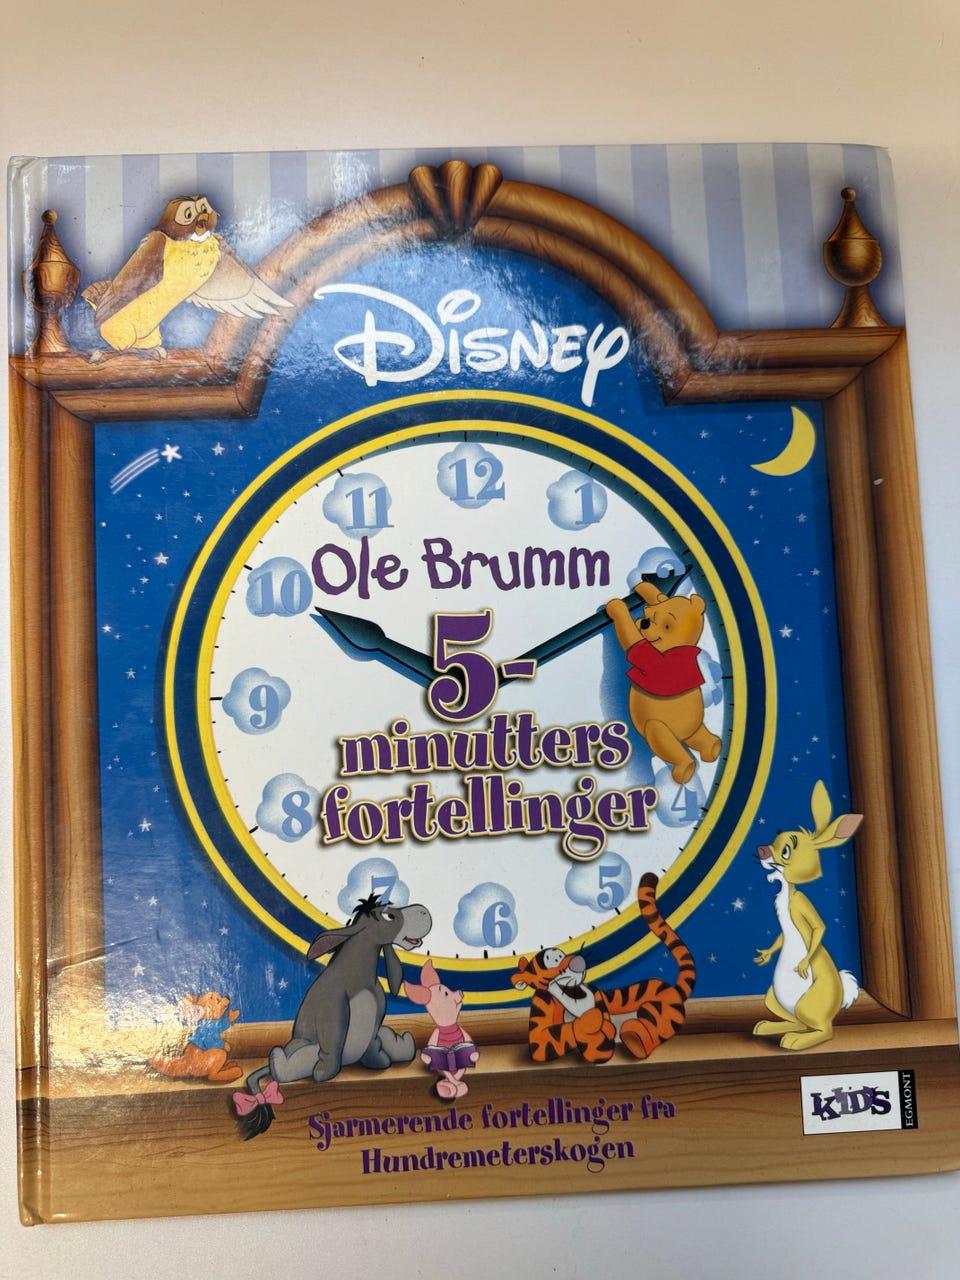 Disney
12
11
1
Ole Brumm
10
2
5-
9
minutters
fortellinger
8
4
7
5
6
Sjarmerende fortellinger fra
Hundremeterskogen
KIDS
EGMONT